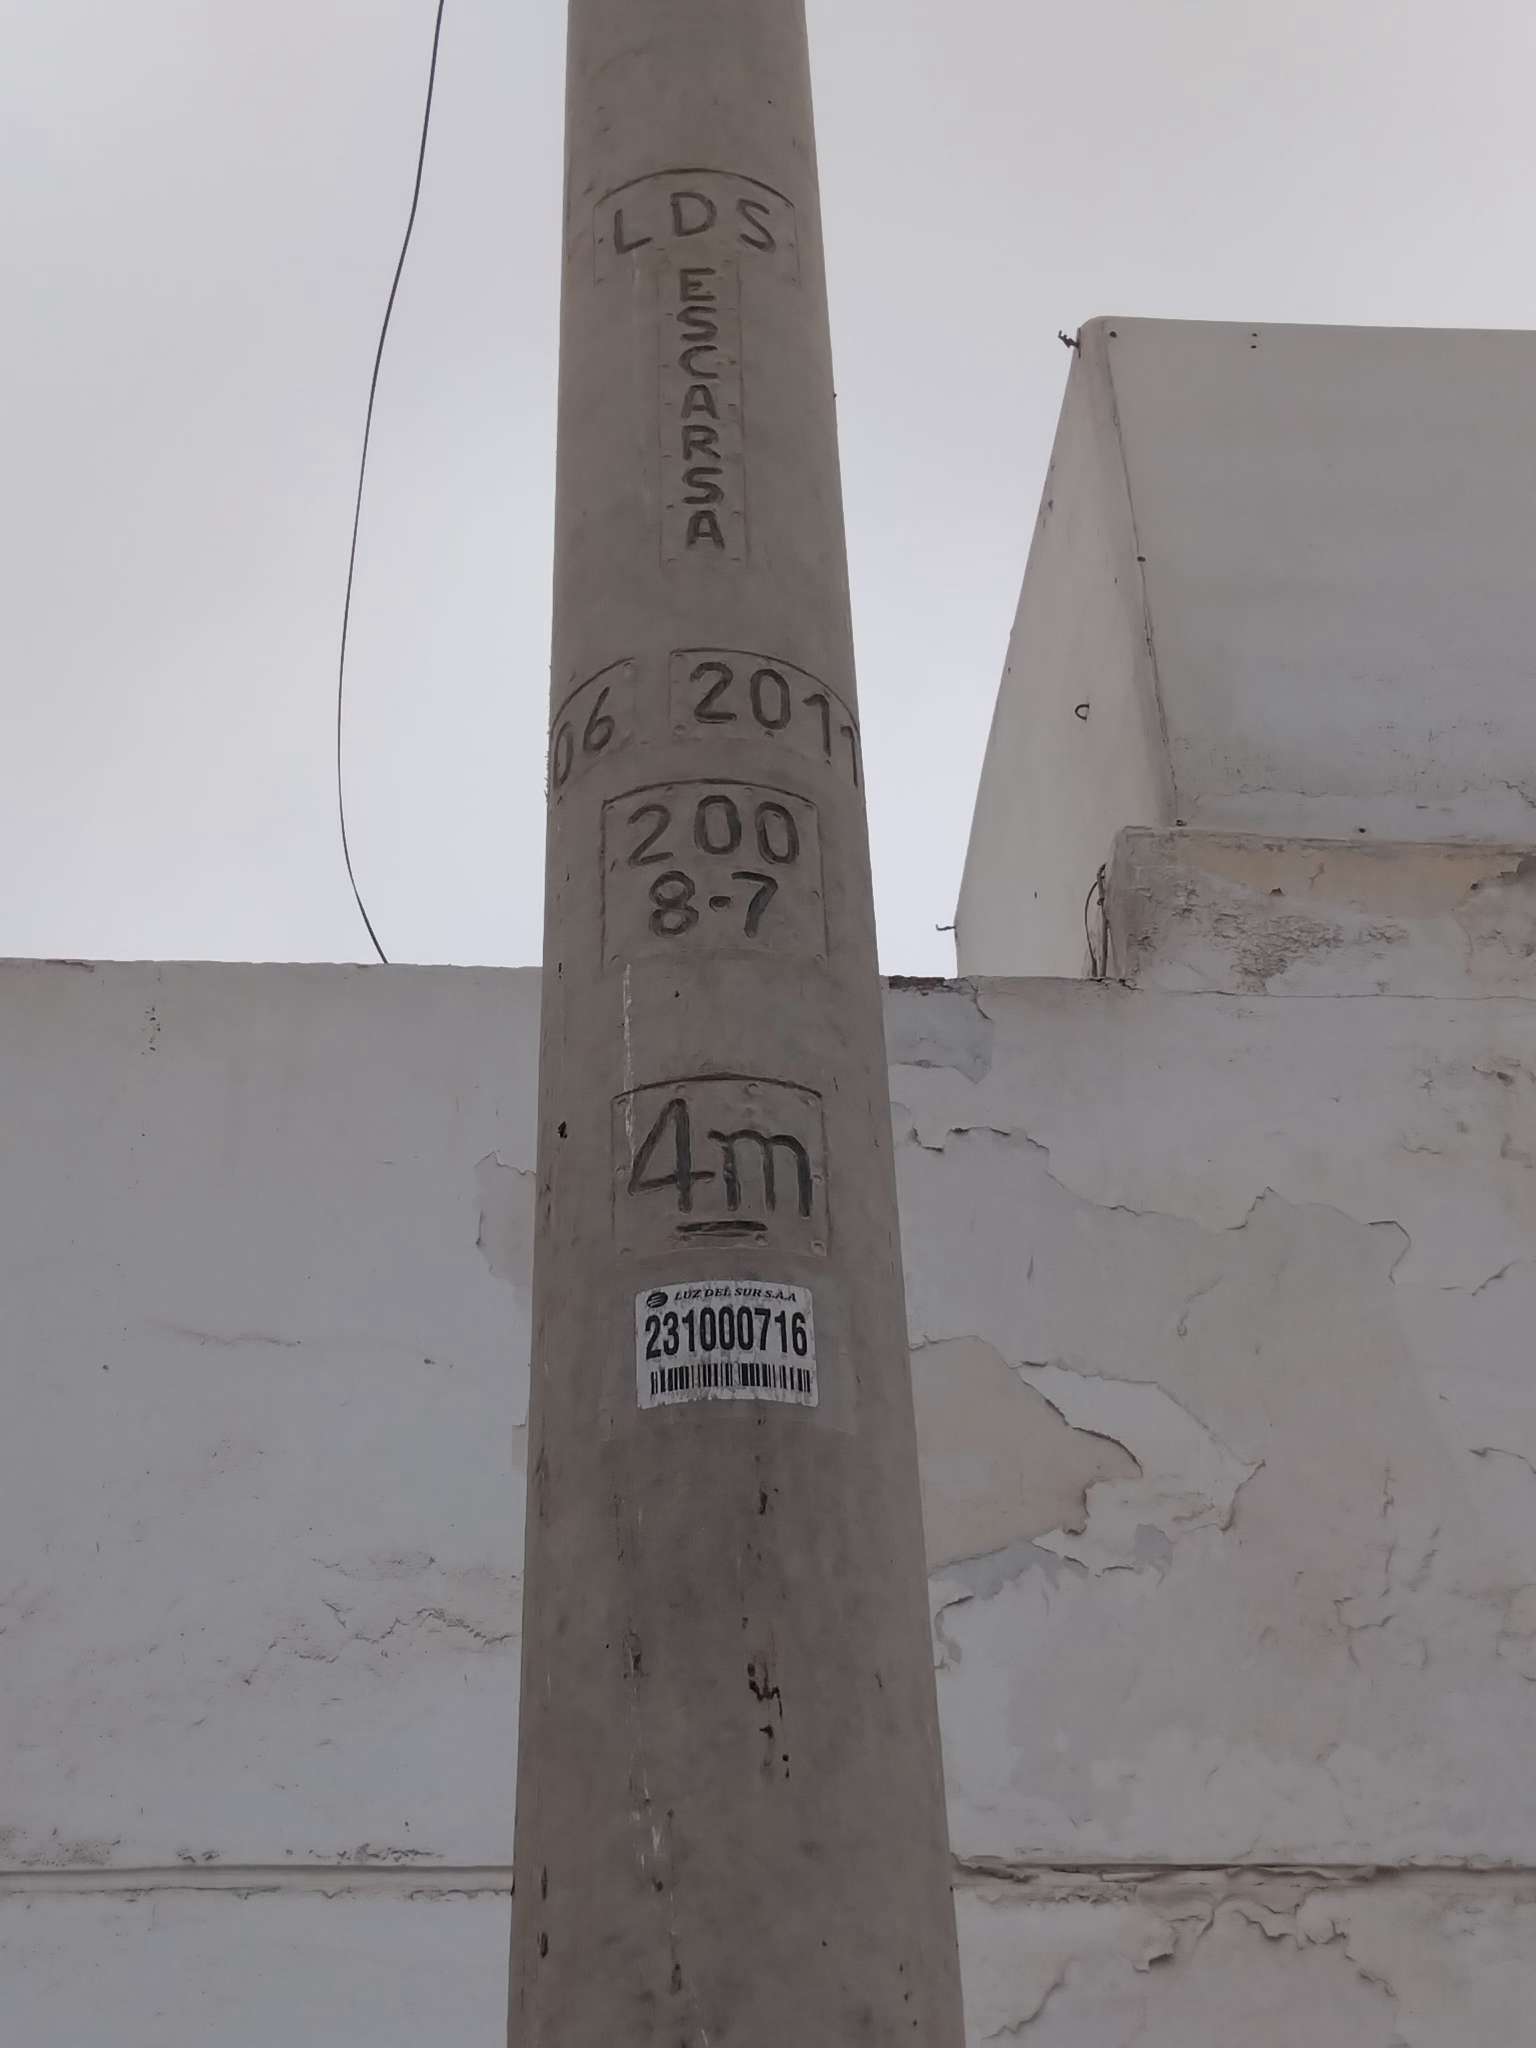 LDS
ESCARSA
06 2011
200
8-7
4m
LUZ DEL SUR S.A.A
231000716